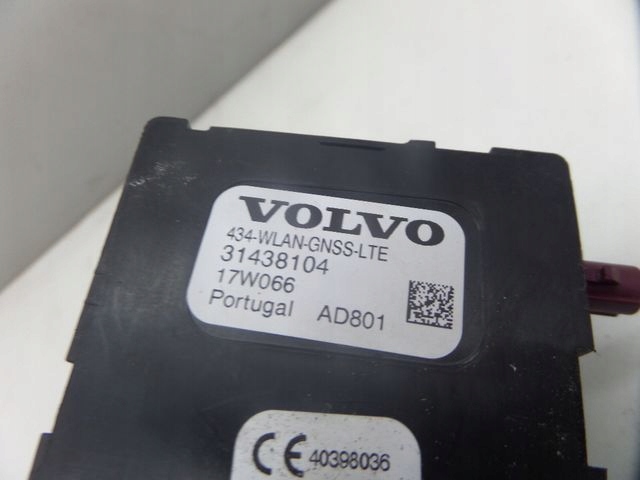 VOLVO
434-WLAN-GNSS-LTE
31438104
17W066
Portugal AD801
CE 40398036